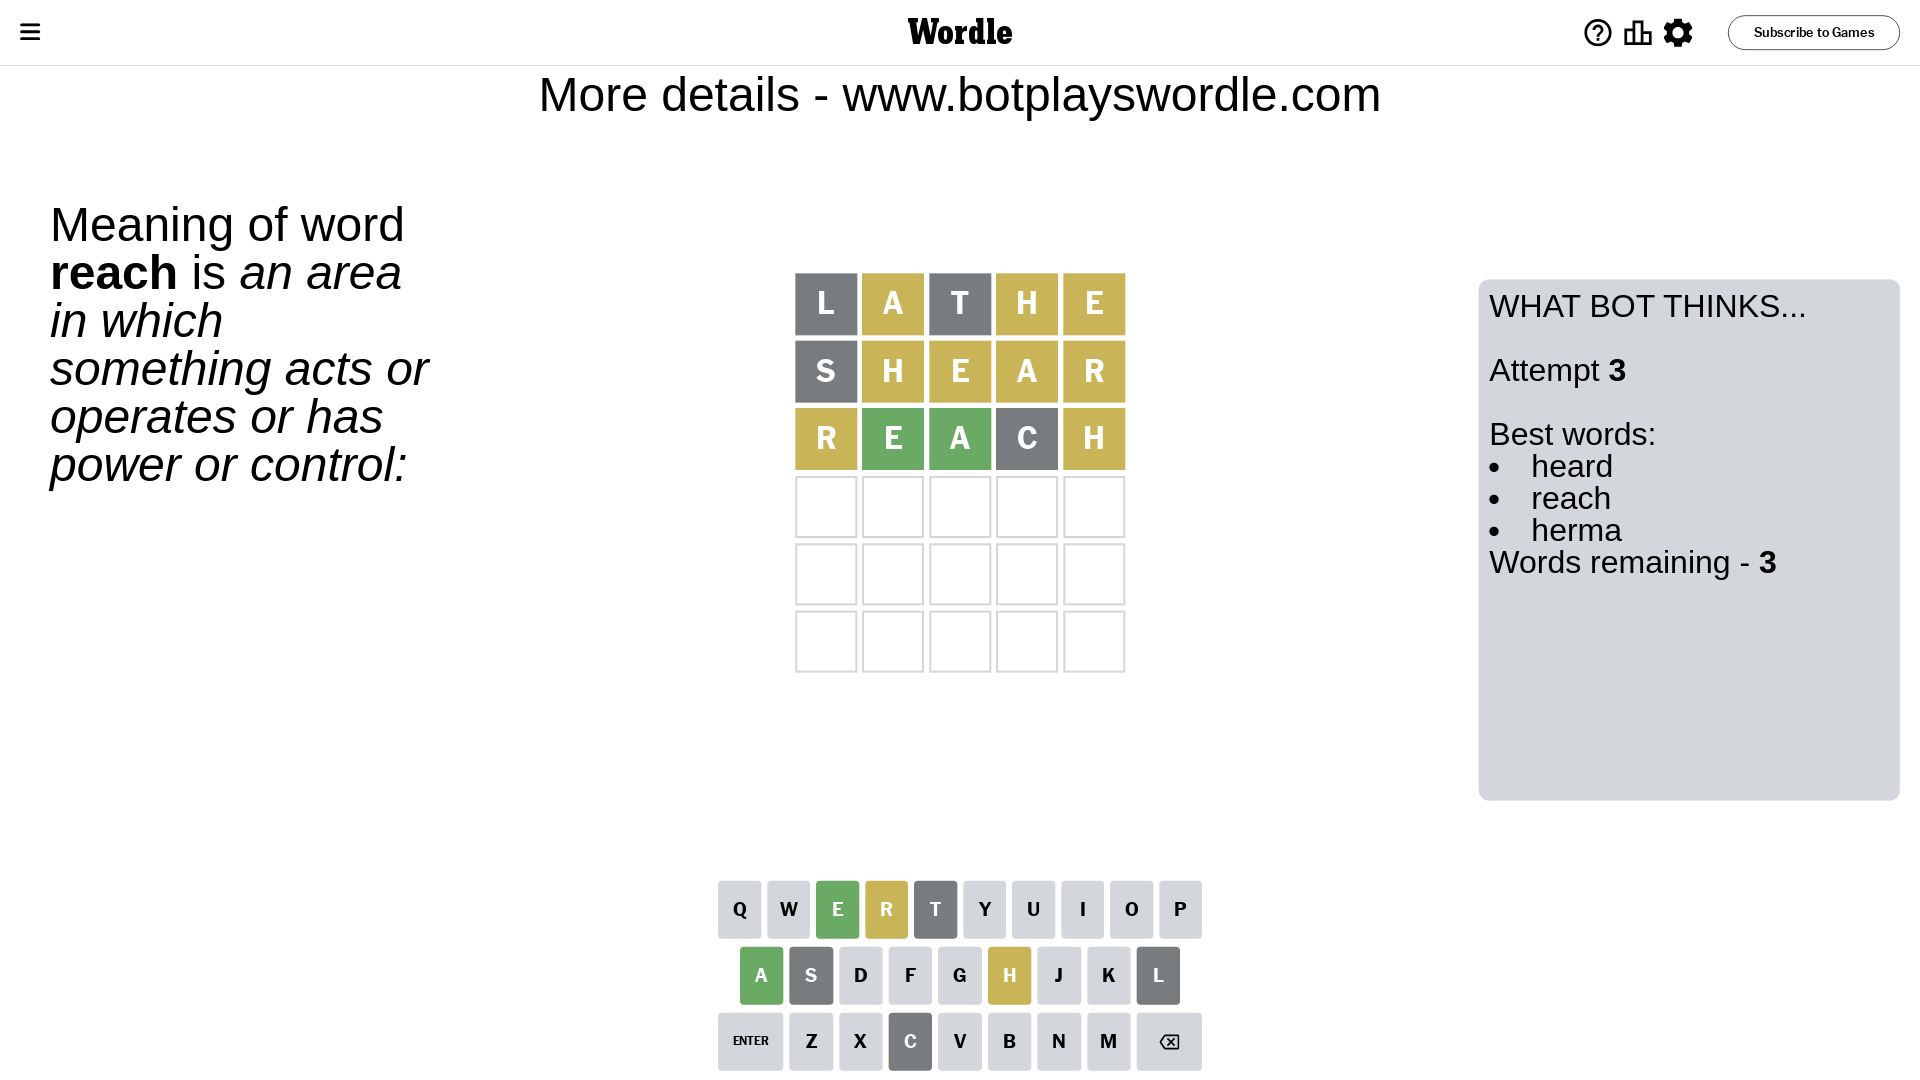 Wordle
Subscribe to Games
More details - www.botplayswordle.com
Meaning of word
reach is an area
in which
something acts or
operates or has
power or control:
L A T H E
S H E A R
R E A C H
WHAT BOT THINKS...
Attempt 3
Best words:
• heard
• reach
• herma
Words remaining - 3
Q W E R T Y U I O P
A S D F G H J K L
ENTER Z X C V B N M